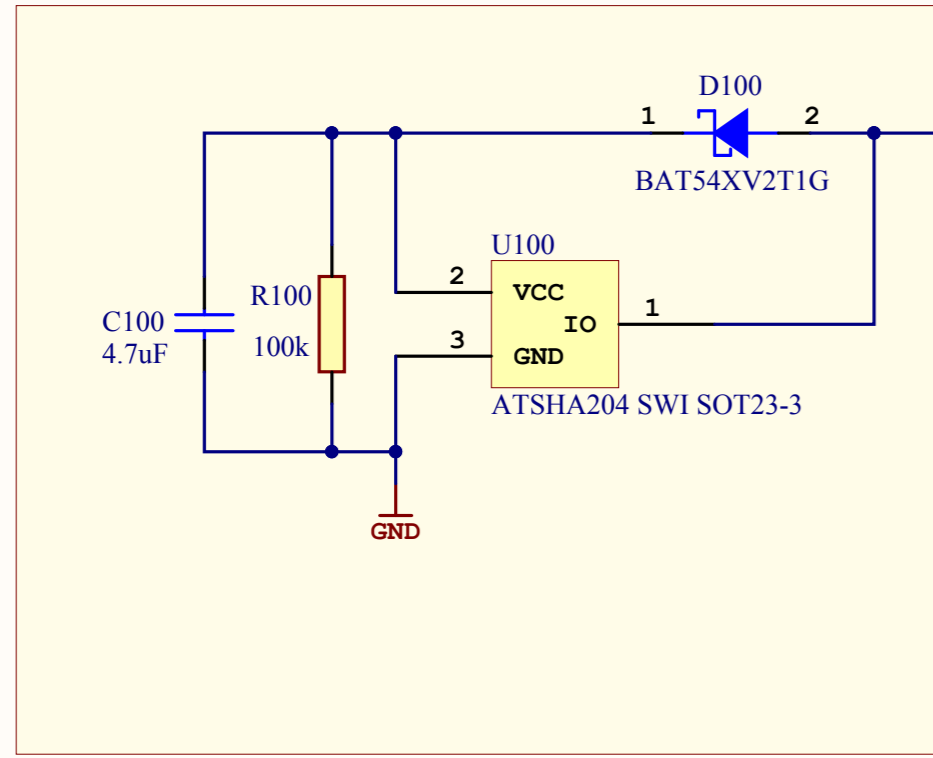 D100
1
2
BAT54XV2T1G
U100
2
VCC
R100
IO
1
C100
100k
3
GND
4.7uF
ATSHA204 SWI SOT23-3
GND